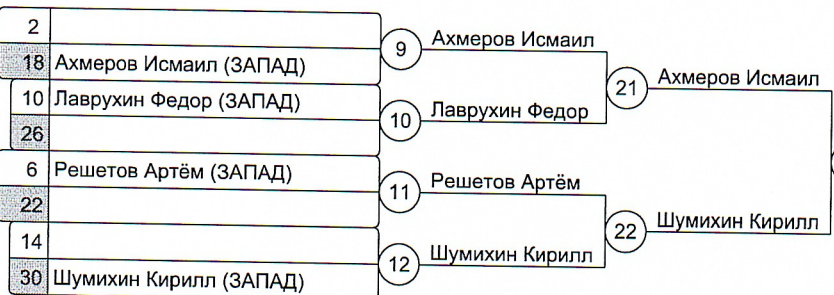 2
18 Ахмеров Исмаил (ЗАПАД)
10 Лаврухин Федор (ЗАПАД)
26
6 Решетов Артём (ЗАПАД)
22
14
30 Шумихин Кирилл (ЗАПАД)
9 Ахмеров Исмаил
10 Лаврухин Федор
11 Решетов Артём
12 Шумихин Кирилл
21 Ахмеров Исмаил
22 Шумихин Кирилл